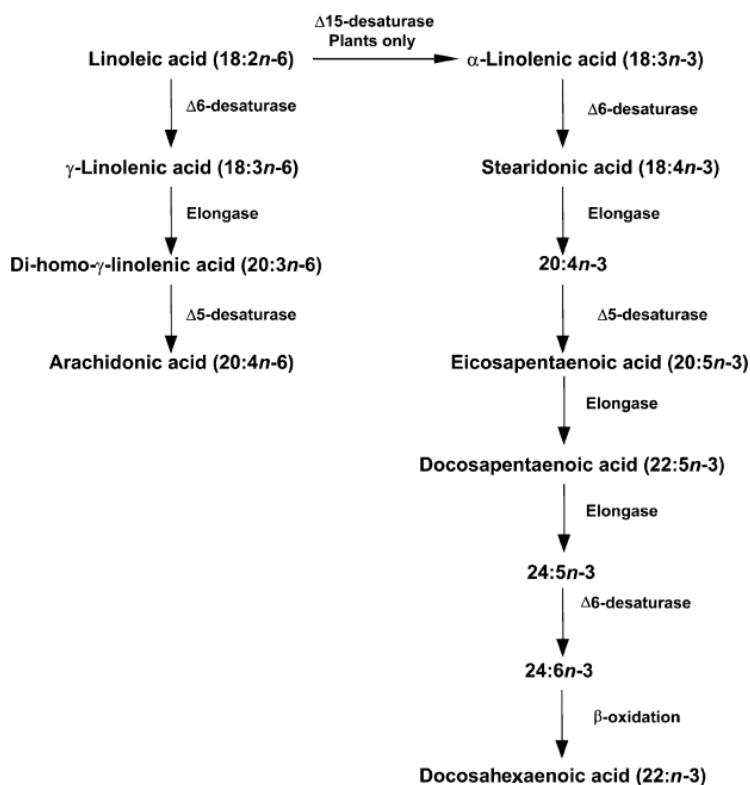 Δ15-desaturase
Plants only
Linoleic acid (18:2n-6)
α-Linolenic acid (18:3n-3)
Δ6-desaturase
Δ6-desaturase
γ-Linolenic acid (18:3n-6)
Stearidonic acid (18:4n-3)
Elongase
Elongase
Di-homo-γ-linolenic acid (20:3n-6)
20:4n-3
Δ5-desaturase
Δ5-desaturase
Arachidonic acid (20:4n-6)
Eicosapentaenoic acid (20:5n-3)
Elongase
Docosapentaenoic acid (22:5n-3)
Elongase
24:5n-3
Δ6-desaturase
24:6n-3
β-oxidation
Docosahexaenoic acid (22:n-3)